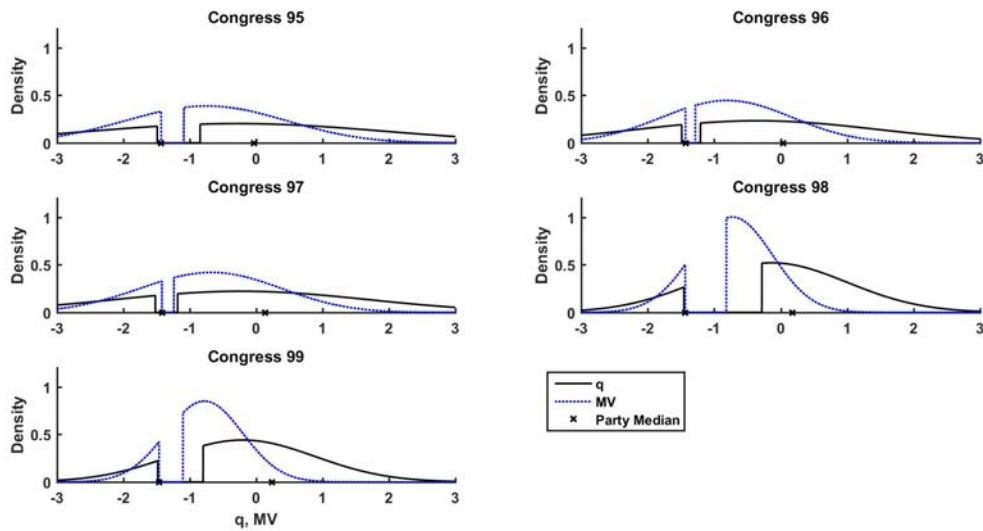 Congress 95
Density
1
0.5
0
-3 -2 -1 0 1 2 3
Congress 96
Density
1
0.5
0
-3 -2 -1 0 1 2 3
Congress 97
Density
1
0.5
0
-3 -2 -1 0 1 2 3
Congress 98
Density
1
0.5
0
-3 -2 -1 0 1 2 3
Congress 99
Density
1
0.5
0
-3 -2 -1 0 1 2 3
q, MV
q
MV
Party Median